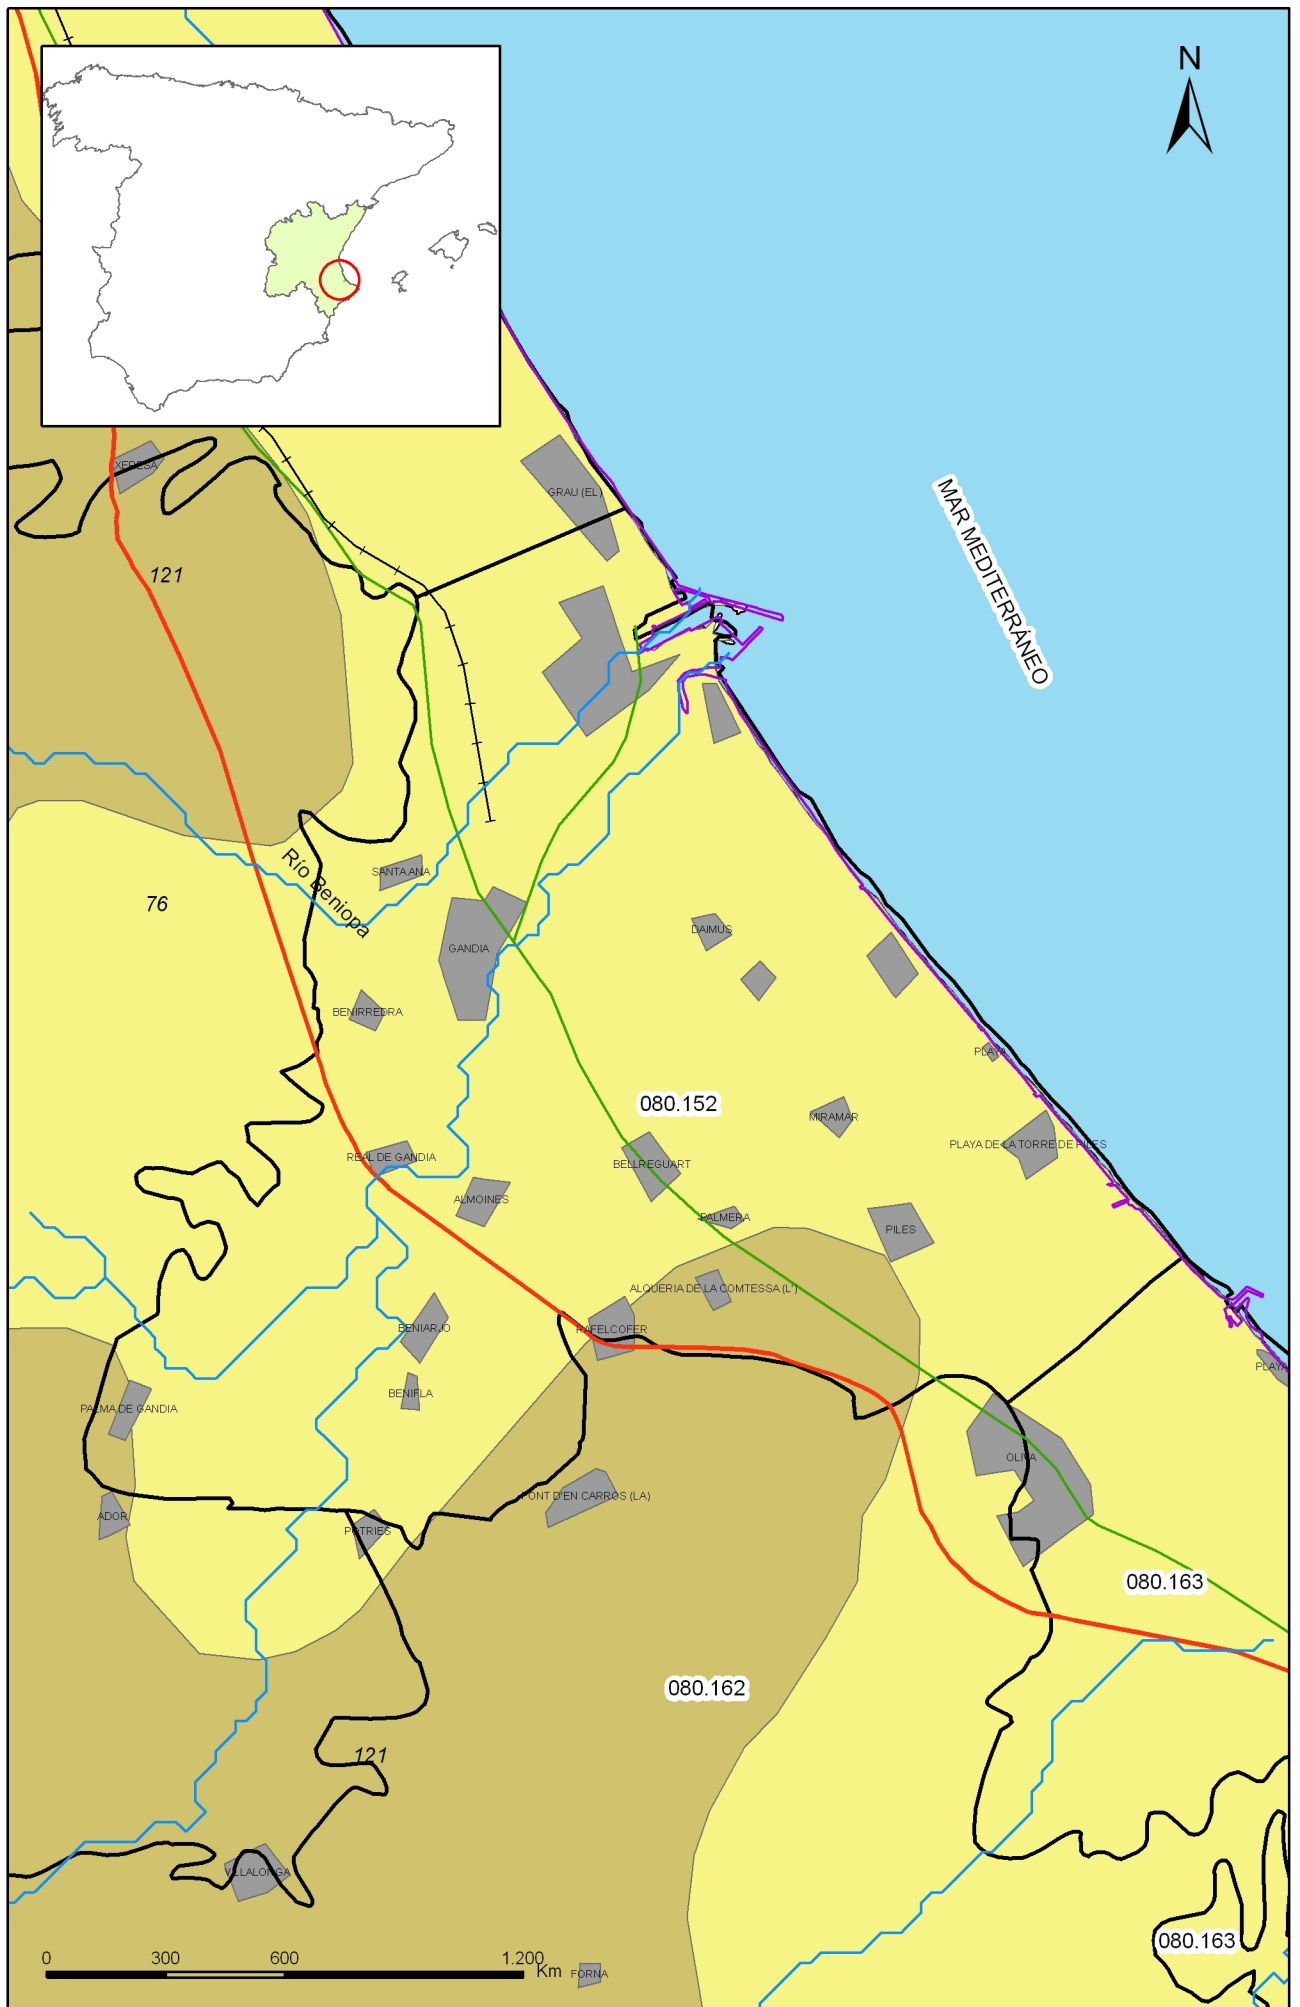 N
XERESA
GRAU (EL)
121
MAR MEDITERRÁNEO
SANTA ANA
Río Beniopa
76
DAIMUS
GANDIA
BENIRREDRA
PLAYA
080.152
MIRAMAR
PLAYA DE LA TORRE DE PILES
REAL DE GANDIA
BELLREGUART
ALMOINES
PALMERA
PILES
ALQUERIA DE LA COMTESSA (L')
BENIARJO
RAFELCOFER
PLAYA
BENIFLA
PALMA DE GANDIA
OLIVA
FONT D'EN CARROS (LA)
ADOR
POTRIES
080.163
080.162
121
VILLALONGA
080.163
0 300 600 1.200
Km
FORNA